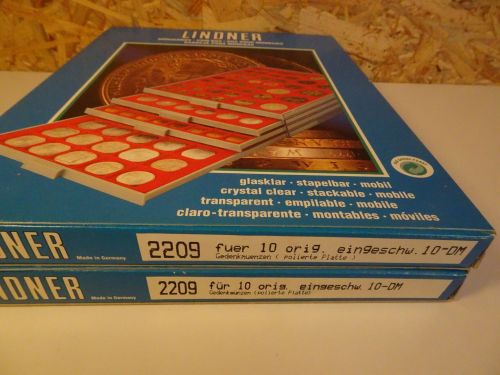 LINDNER
glasklar · stapelbar · mobil
crystal clear · stackable · mobile
transparent · empilable · mobile
claro-transparente · montables · móviles
NDNER
Made in Germany
2209 fuer 10 orig. eingeschw. 10-DM
Gedenkmuenzen ( polierte Platte )
INDNER
Made in Germany
2209 für 10 orig. eingeschw. 10-DM
Gedenkmünzen (polierte Platte)